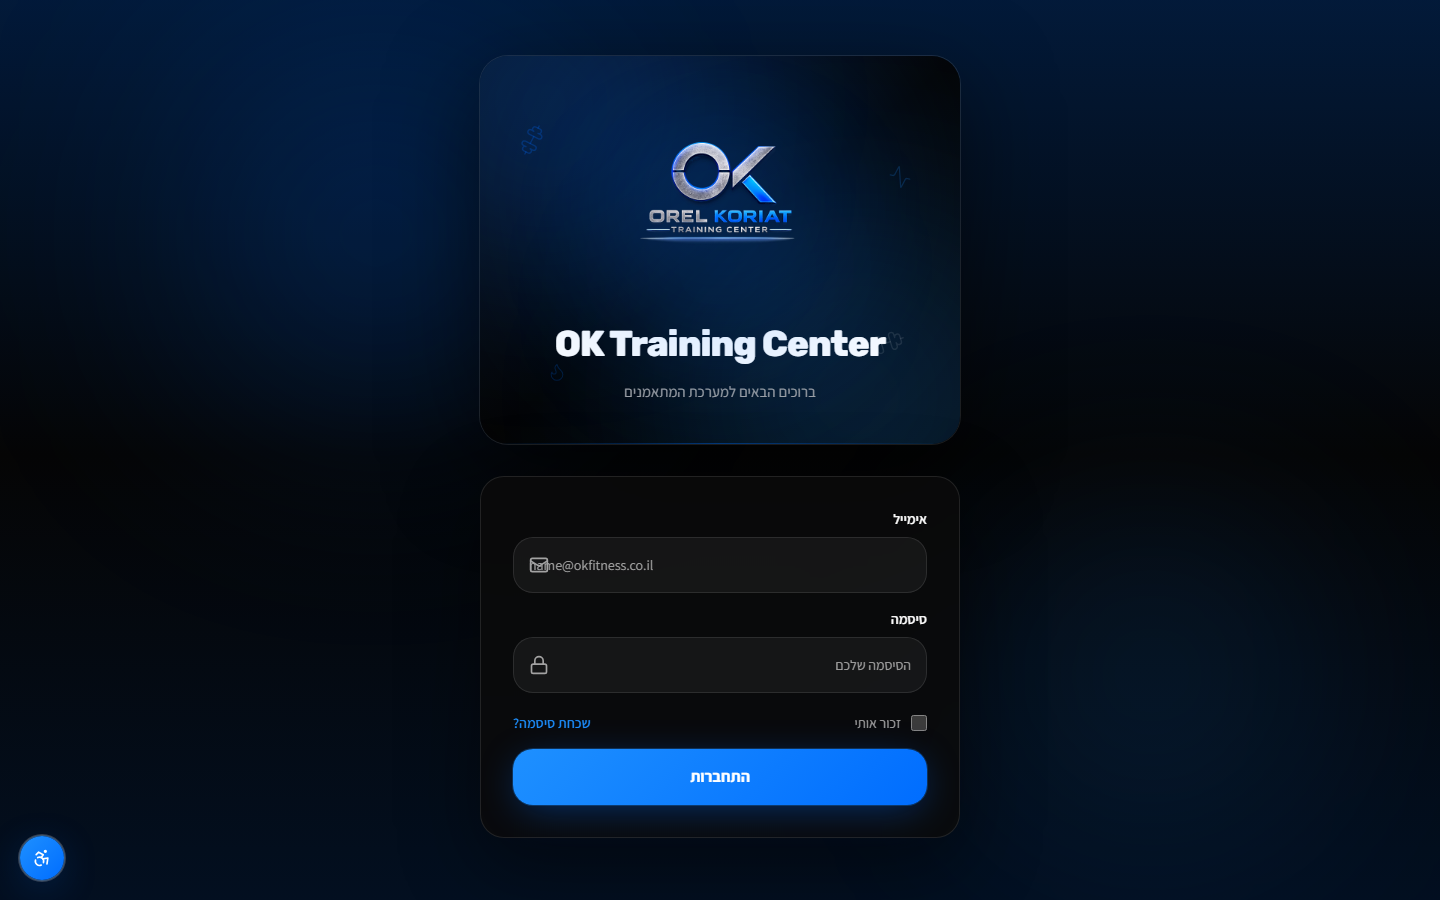 OK
OREL KORIAT
TRAINING CENTER
OK Training Center
ברוכים הבאים למערכת המתאמנים
אימייל
name@okfitness.co.il
סיסמה
הסיסמה שלכם
זכור אותי
שכחת סיסמה?
התחברות